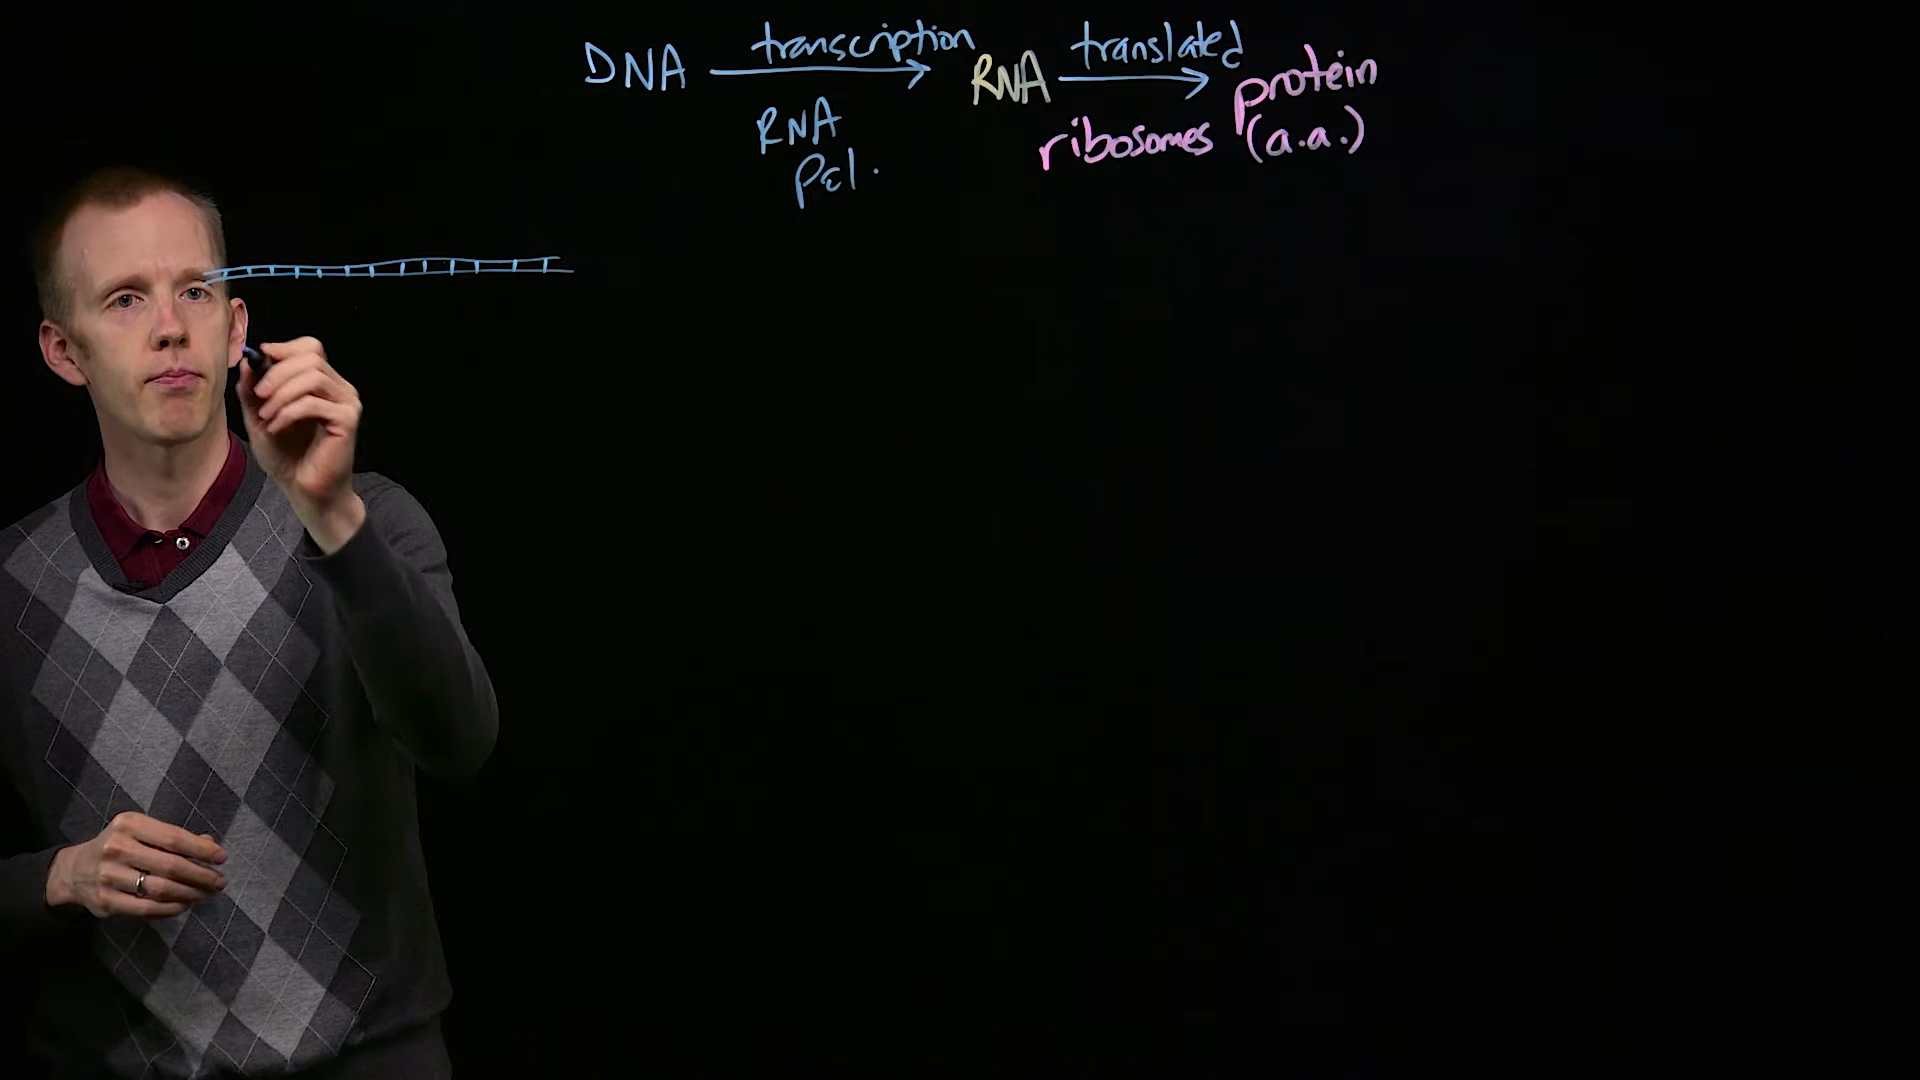 DNA transcription RNA translated protein
RNA ribosomes (a.a.)
pol.